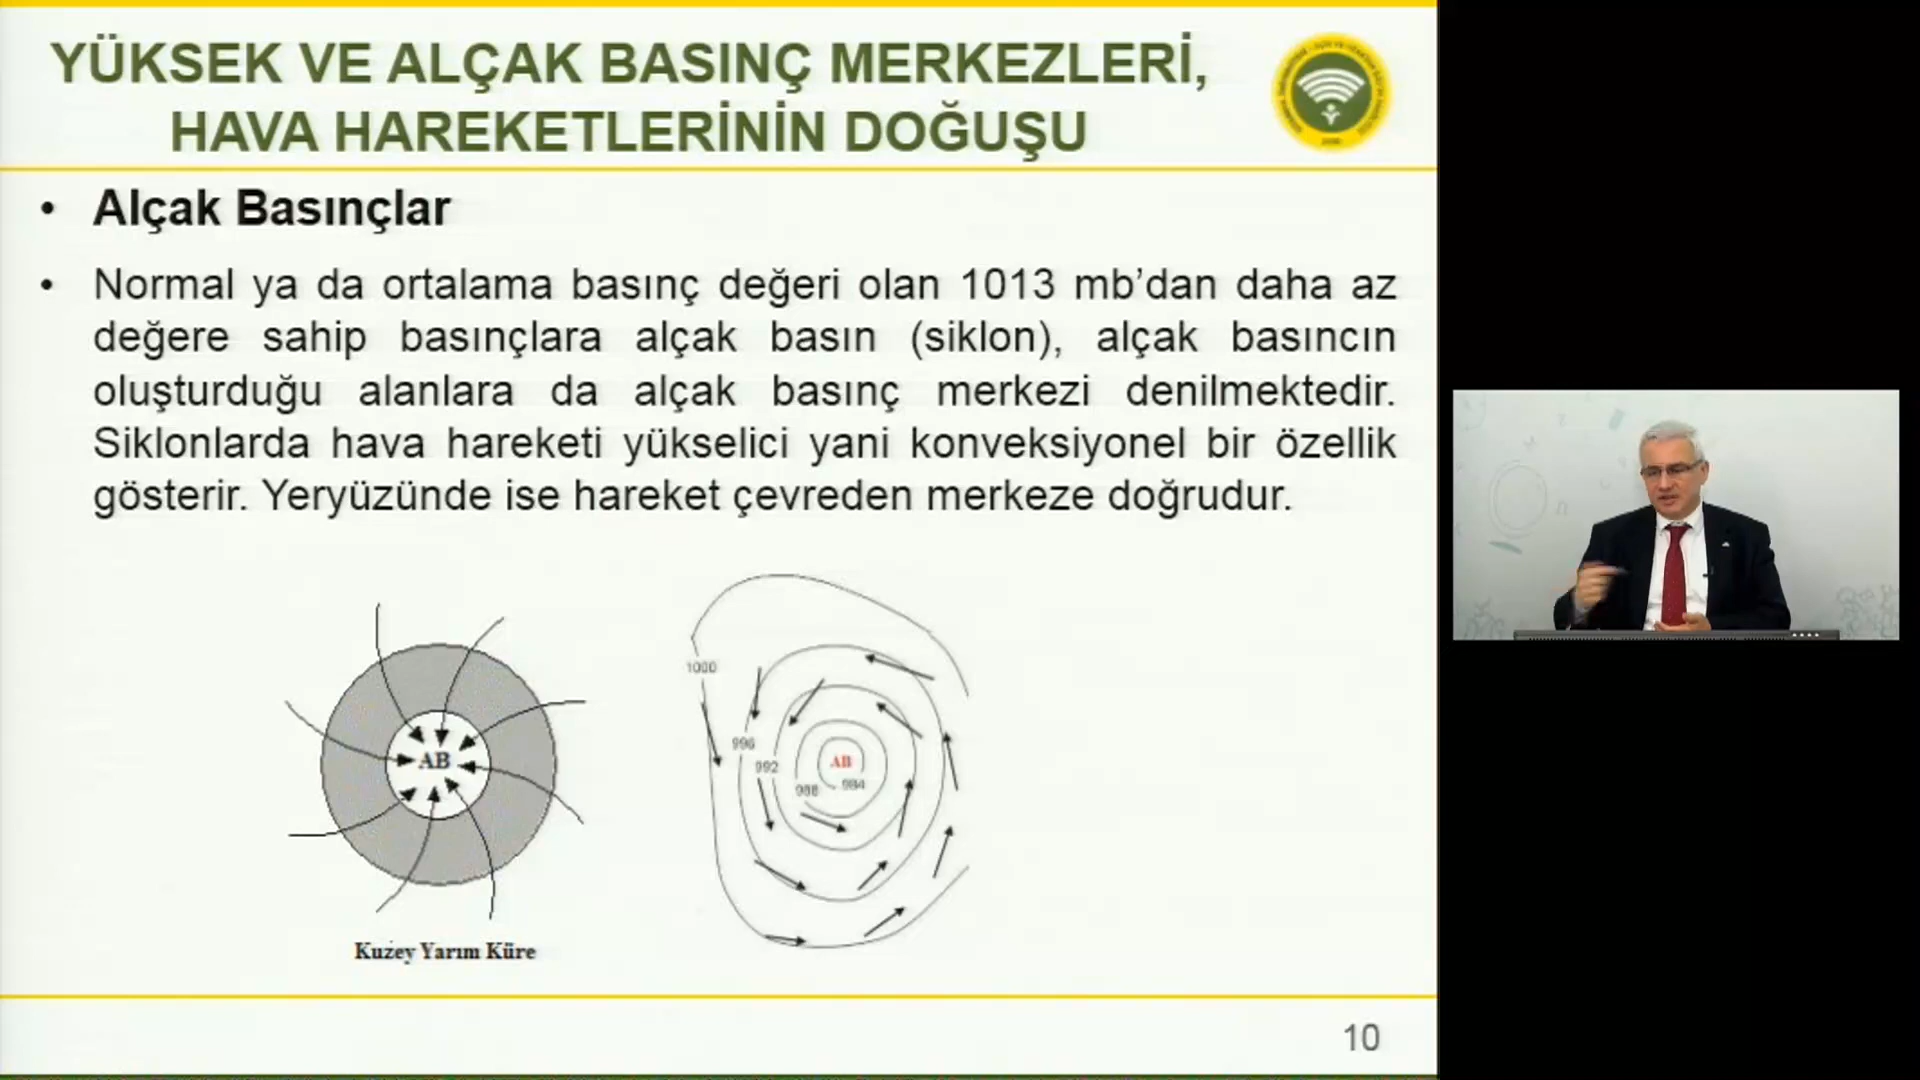 YÜKSEK VE ALÇAK BASINÇ MERKEZLERİ,
HAVA HAREKETLERİNİN DOĞUŞU
• Alçak Basınçlar
• Normal ya da ortalama basınç değeri olan 1013 mb’dan daha az
değere sahip basınçlara alçak basın (siklon), alçak basıncın
oluşturduğu alanlara da alçak basınç merkezi denilmektedir.
Siklonlarda hava hareketi yükselici yani konveksiyonel bir özellik
gösterir. Yeryüzünde ise hareket çevreden merkeze doğrudur.
AB
Kuzey Yarım Küre
1000
996
992
988
984
AB
10